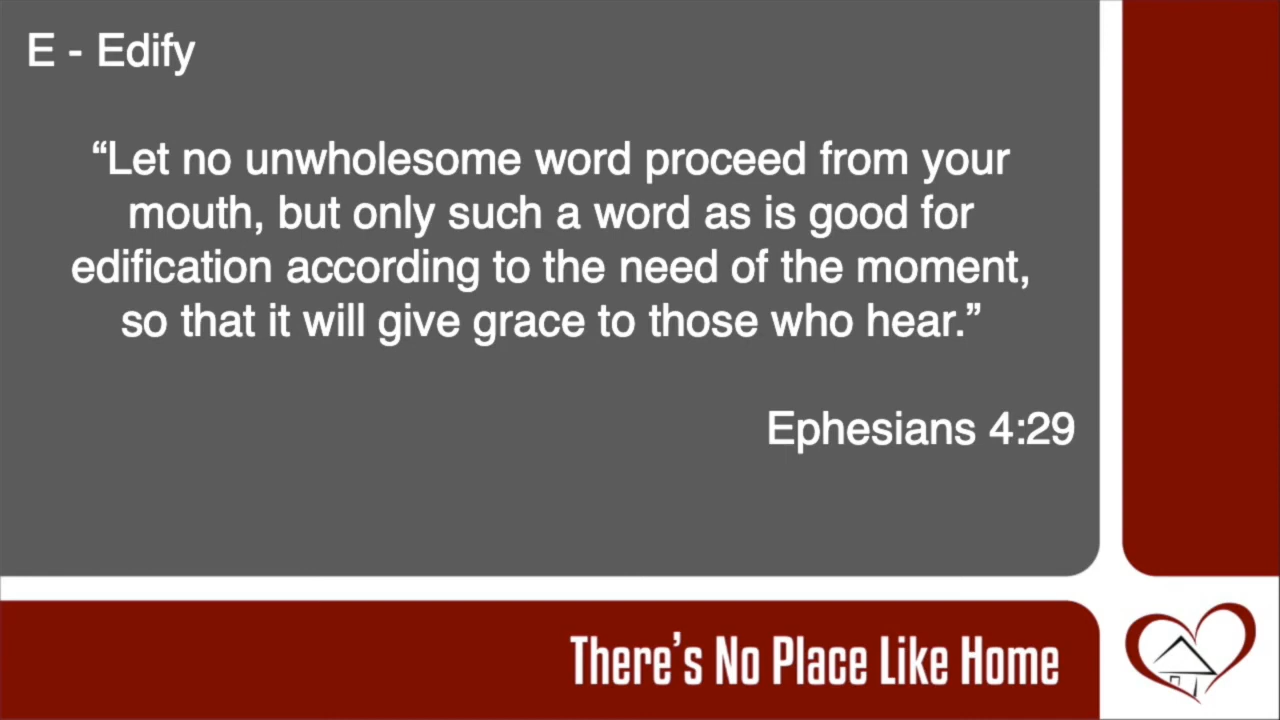 E - Edify
“Let no unwholesome word proceed from your
mouth, but only such a word as is good for
edification according to the need of the moment,
so that it will give grace to those who hear.”
Ephesians 4:29
There’s No Place Like Home